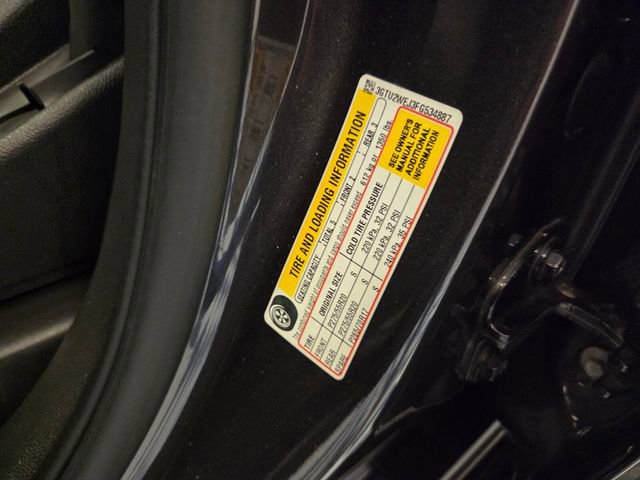 3GTU2WEJ3FG534887
TIRE AND LOADING INFORMATION
SEATING CAPACITY TOTAL 5 FRONT 2 REAR 3
The combined weight of occupants and cargo should never exceed 612 kg or 1350 lbs.
TIRE ORIGINAL SIZE COLD TIRE PRESSURE
FRONT P275/55R20 S 220 kPa, 32 PSI
REAR P275/55R20 S 220 kPa, 32 PSI
SPARE P265/70R17 S 240 kPa, 35 PSI
SEE OWNER'S
MANUAL FOR
ADDITIONAL
INFORMATION